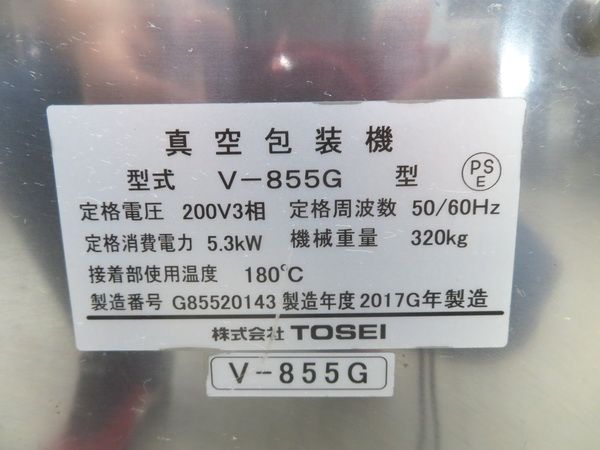 真空包装機
型式 V-855G 型 PSE
定格電圧 200V3相 定格周波数 50/60Hz
定格消費電力 5.3kW 機械重量 320kg
接着部使用温度 180℃
製造番号 G85520143 製造年度 2017G年製造
株式会社 TOSEI
V-855G